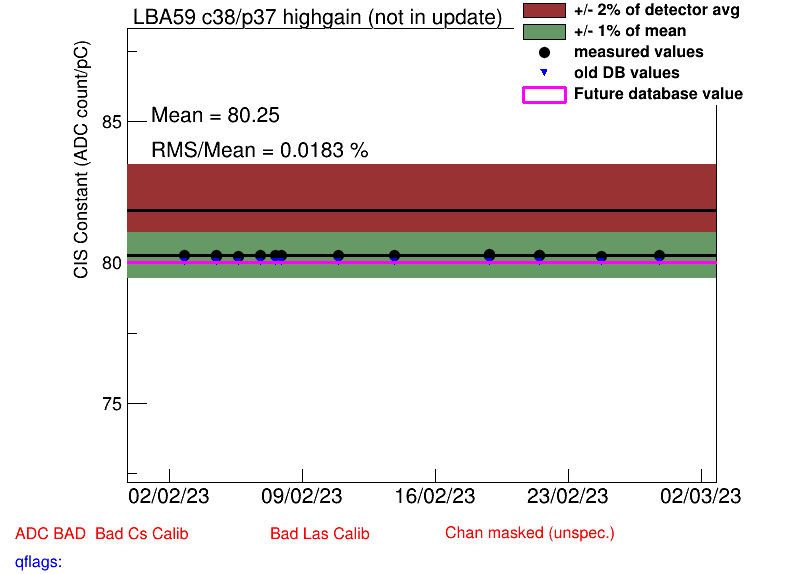 LBA59 c38/p37 highgain (not in update)
+/- 2% of detector avg
+/- 1% of mean
measured values
old DB values
Future database value
CIS Constant (ADC count/pC)
Mean = 80.25
RMS/Mean = 0.0183 %
85
80
75
02/02/23 09/02/23 16/02/23 23/02/23 02/03/23
ADC BAD Bad Cs Calib Bad Las Calib Chan masked (unspec.)
qflags: